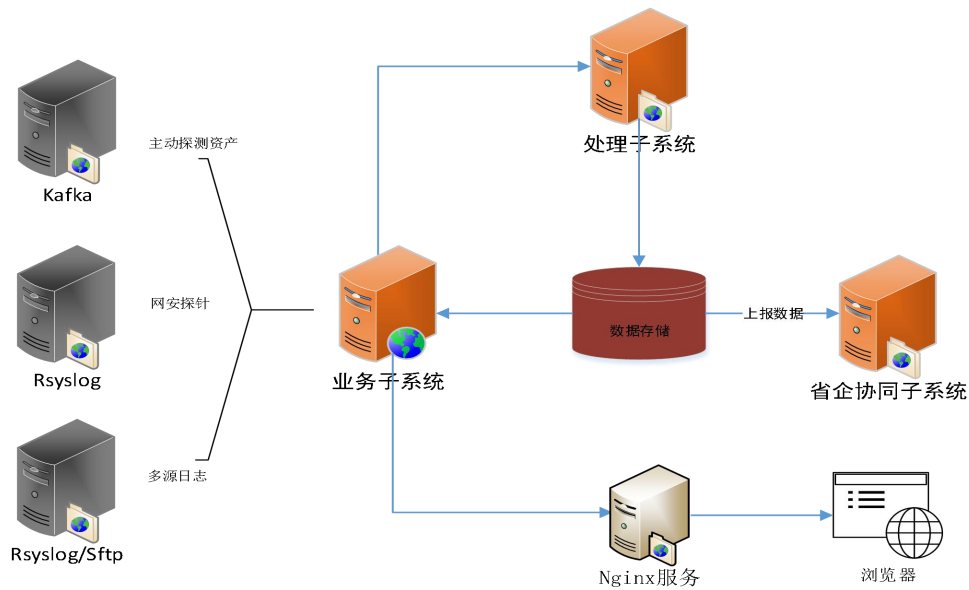 主动探测资产
Kafka
处理子系统
网安探针
Rsyslog
业务子系统
数据存储
上报数据
省企协同子系统
多源日志
Rsyslog/Sftp
Nginx服务
浏览器